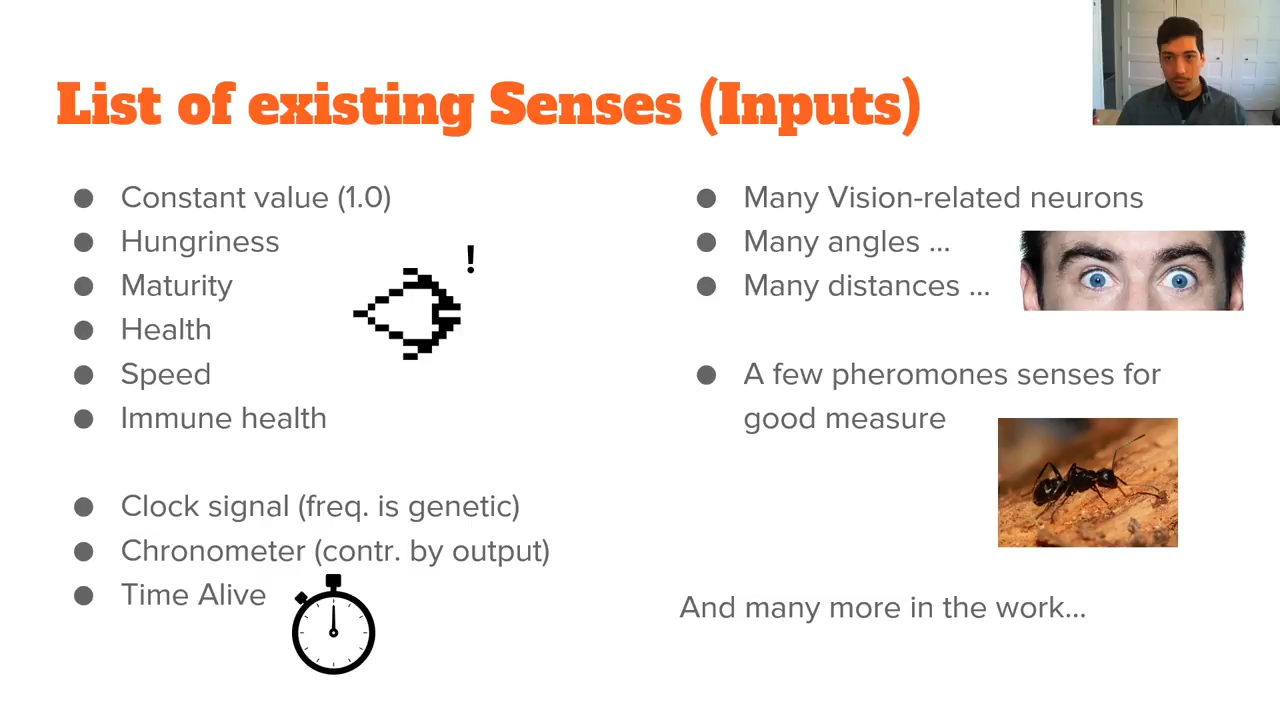 List of existing Senses (Inputs)
● Constant value (1.0)
● Hungriness
● Maturity
● Health
● Speed
● Immune health
!
● Clock signal (freq. is genetic)
● Chronometer (contr. by output)
● Time Alive
● Many Vision-related neurons
● Many angles ...
● Many distances ...
● A few pheromones senses for
good measure
And many more in the work...